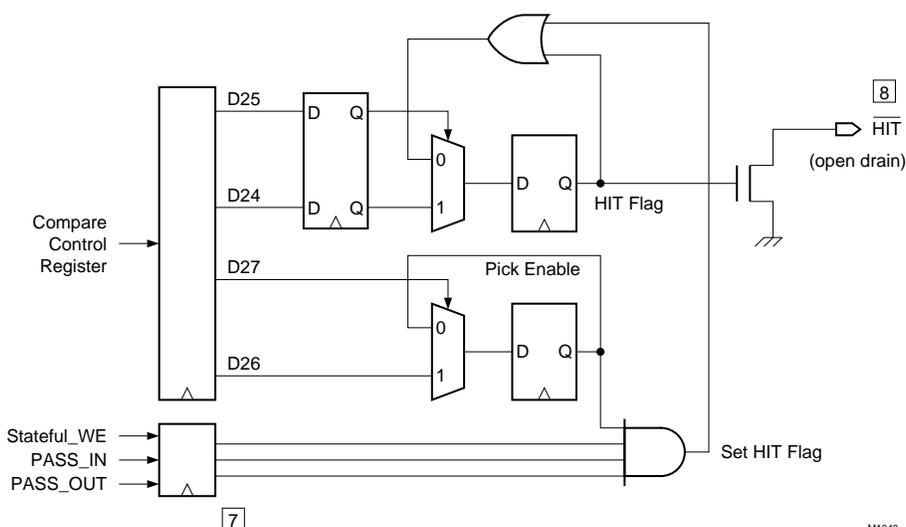 D25
D Q
8
HIT
0
(open drain)
D24
D Q
1
D Q
HIT Flag
Compare
Control
Register
D27
Pick Enable
0
D Q
D26
1
Stateful_WE
PASS_IN
PASS_OUT
Set HIT Flag
7